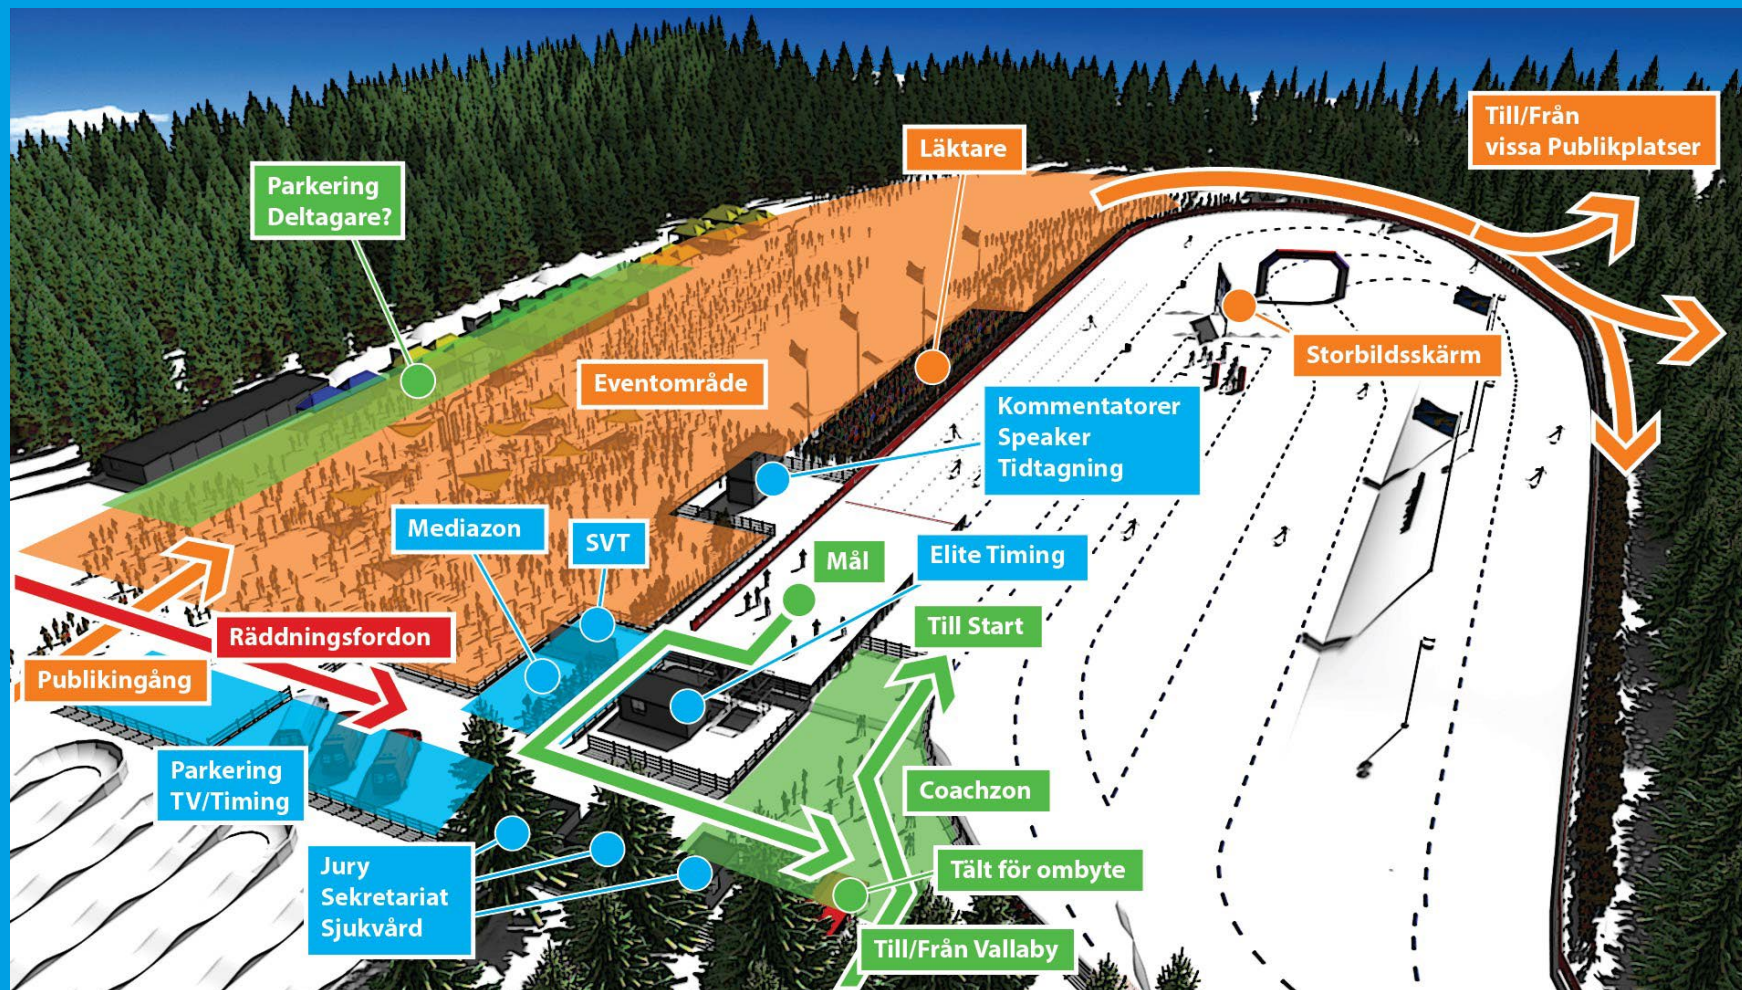 Till/Från
vissa Publikplatser
Läktare
Parkering
Deltagare?
Storbildsskärm
Eventområde
Kommentatorer
Speaker
Tidtagning
Mediazon
SVT
Mål
Elite Timing
Till Start
Räddningsfordon
Publikingång
Parkering
TV/Timing
Coachzon
Jury
Sekretariat
Sjukvård
Tält för ombyte
Till/Från Vallaby